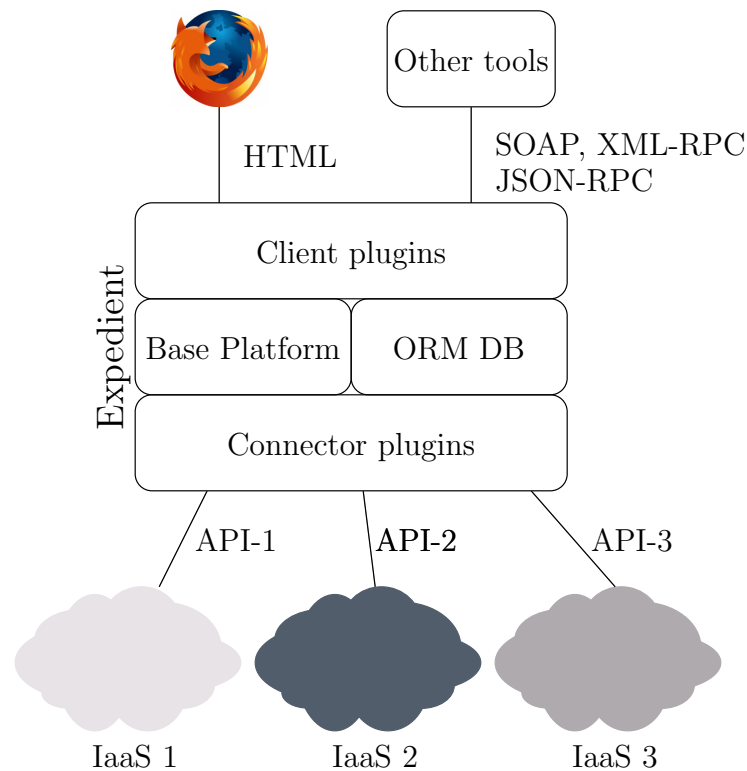 Other tools
HTML
SOAP, XML-RPC
JSON-RPC
Expedient
Client plugins
Base Platform
ORM DB
Connector plugins
API-1
API-2
API-3
IaaS 1
IaaS 2
IaaS 3